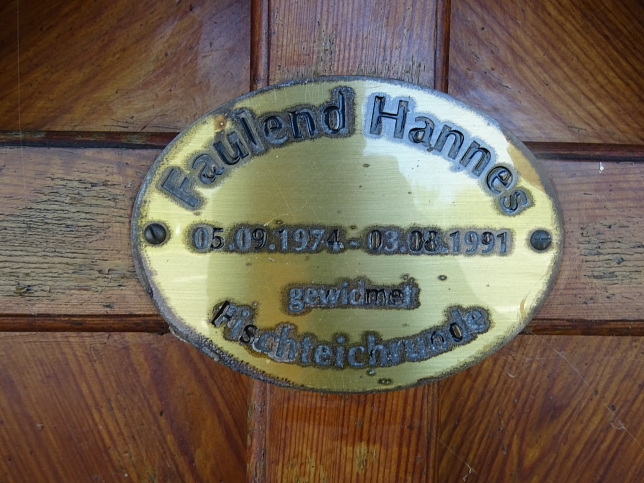 Faulend Hannes
05.09.1974 - 03.08.1991
gewidmet
Fischteichrunde